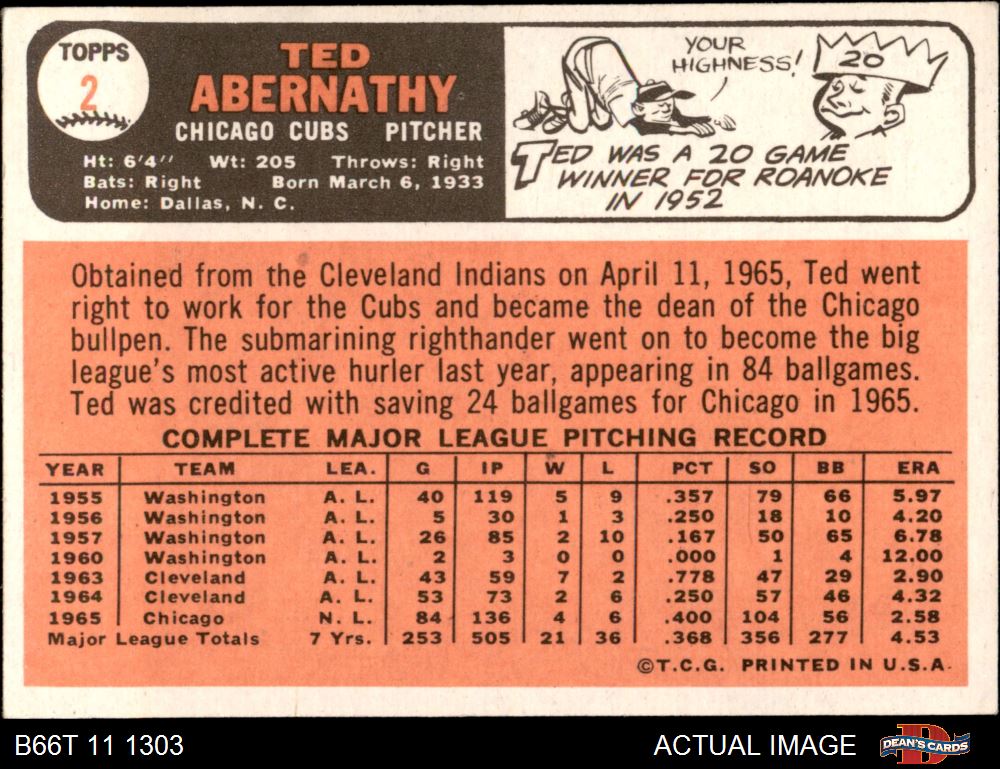 TOPPS
2
TED
ABERNATHY
CHICAGO CUBS PITCHER
Ht: 6'4" Wt: 205 Throws: Right
Bats: Right Born March 6, 1933
Home: Dallas, N. C.
YOUR
HIGHNESS!
20
TED WAS A 20 GAME
WINNER FOR ROANOKE
IN 1952
Obtained from the Cleveland Indians on April 11, 1965, Ted went
right to work for the Cubs and became the dean of the Chicago
bullpen. The submarining righthander went on to become the big
league's most active hurler last year, appearing in 84 ballgames.
Ted was credited with saving 24 ballgames for Chicago in 1965.
COMPLETE MAJOR LEAGUE PITCHING RECORD
YEAR TEAM LEA. G IP W L PCT SO BB ERA
1955 Washington A. L. 40 119 5 9 .357 79 66 5.97
1956 Washington A. L. 5 30 1 3 .250 18 10 4.20
1957 Washington A. L. 26 85 2 10 .167 50 65 6.78
1960 Washington A. L. 2 3 0 0 .000 1 4 12.00
1963 Cleveland A. L. 43 59 7 2 .778 47 29 2.90
1964 Cleveland A. L. 53 73 2 6 .250 57 46 4.32
1965 Chicago N. L. 84 136 4 6 .400 104 56 2.58
Major League Totals 7 Yrs. 253 505 21 36 .368 356 277 4.53
©T.C.G. PRINTED IN U.S.A.
B66T 11 1303
ACTUAL IMAGE
DEAN'S CARDS